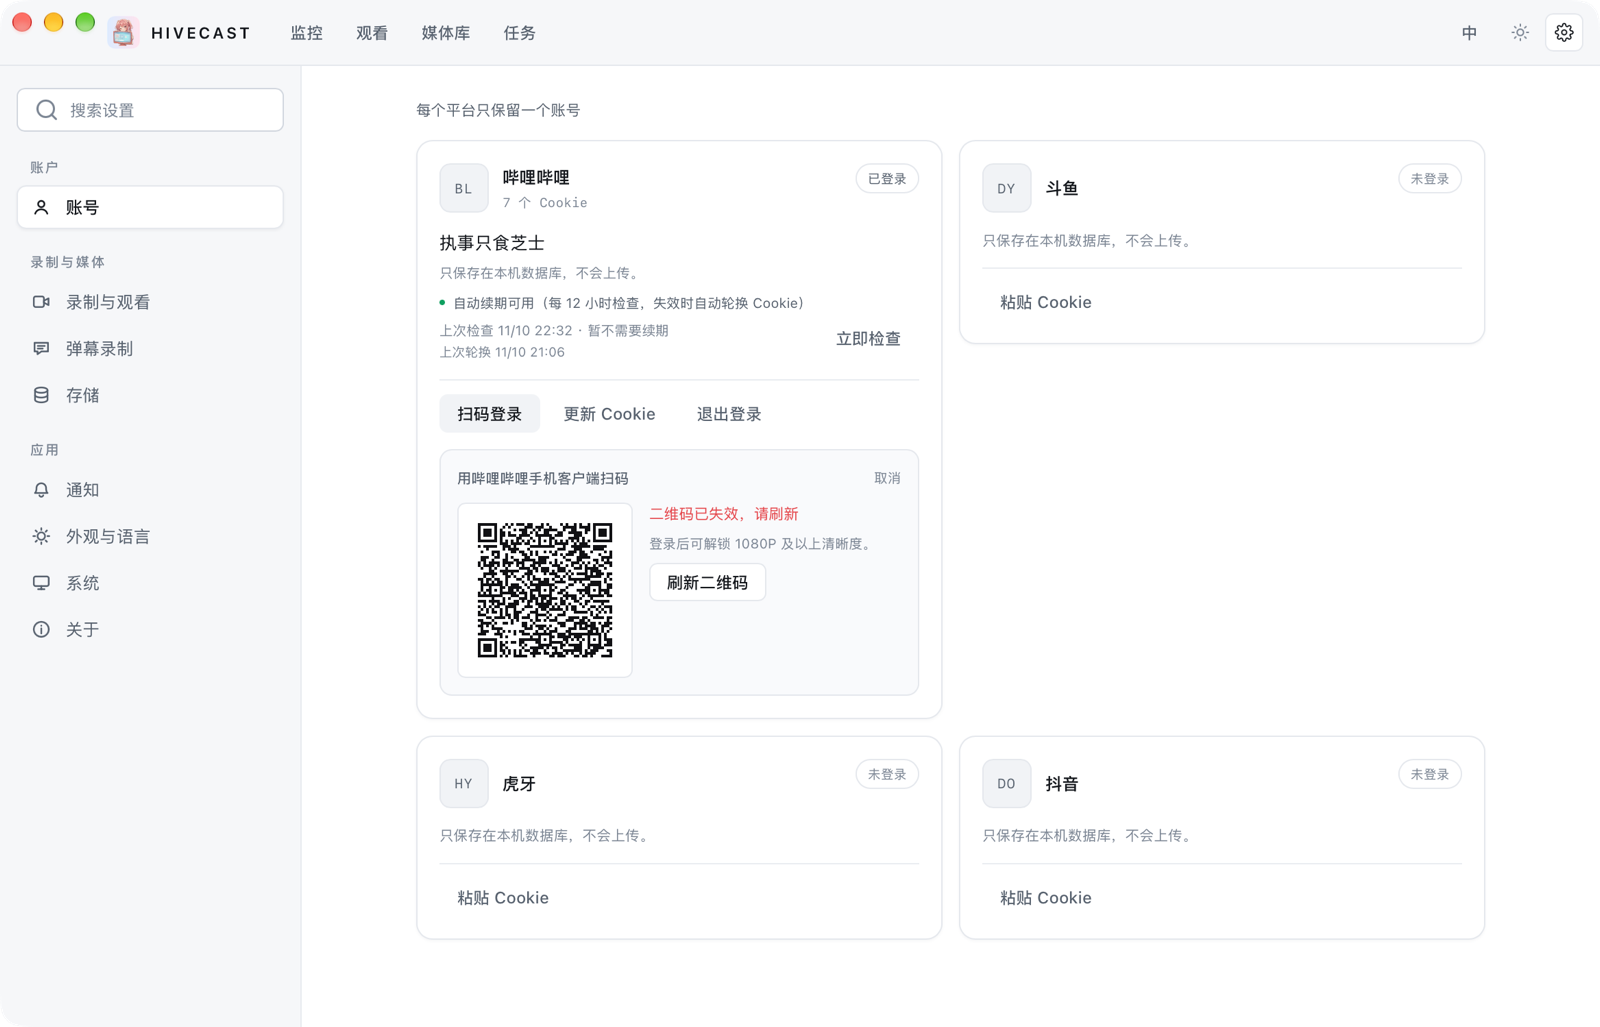 HIVECAST
监控
观看
媒体库
任务
中
搜索设置
账户
账号
录制与媒体
录制与观看
弹幕录制
存储
应用
通知
外观与语言
系统
关于
每个平台只保留一个账号
BL
哔哩哔哩
7 个 Cookie
已登录
执事只食芝士
只保存在本机数据库，不会上传。
自动续期可用（每 12 小时检查，失效时自动轮换 Cookie）
上次检查 11/10 22:32 · 暂不需要续期
上次轮换 11/10 21:06
立即检查
扫码登录
更新 Cookie
退出登录
用哔哩哔哩手机客户端扫码
取消
二维码已失效，请刷新
登录后可解锁 1080P 及以上清晰度。
刷新二维码
DY
斗鱼
未登录
只保存在本机数据库，不会上传。
粘贴 Cookie
HY
虎牙
未登录
只保存在本机数据库，不会上传。
粘贴 Cookie
DO
抖音
未登录
只保存在本机数据库，不会上传。
粘贴 Cookie